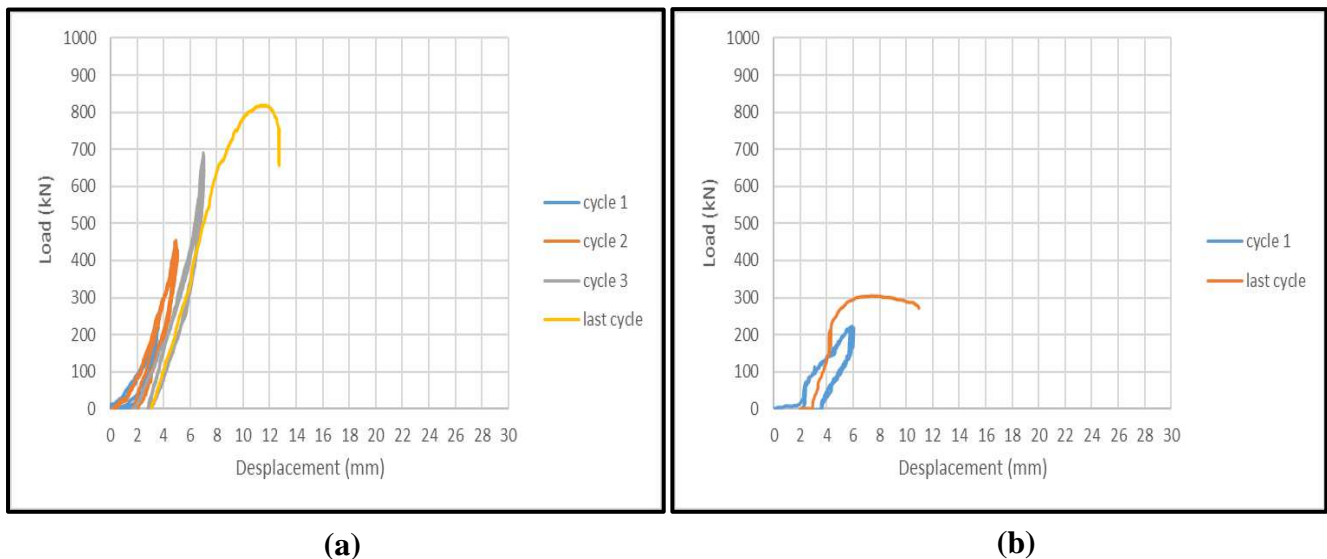 1000
900
800
700
600
500
400
300
200
100
0
Load (kN)
0 2 4 6 8 10 12 14 16 18 20 22 24 26 28 30
Desplacement (mm)
cycle 1
cycle 2
cycle 3
last cycle
(a)
1000
900
800
700
600
500
400
300
200
100
0
Load (kN)
0 2 4 6 8 10 12 14 16 18 20 22 24 26 28 30
Desplacement (mm)
cycle 1
last cycle
(b)